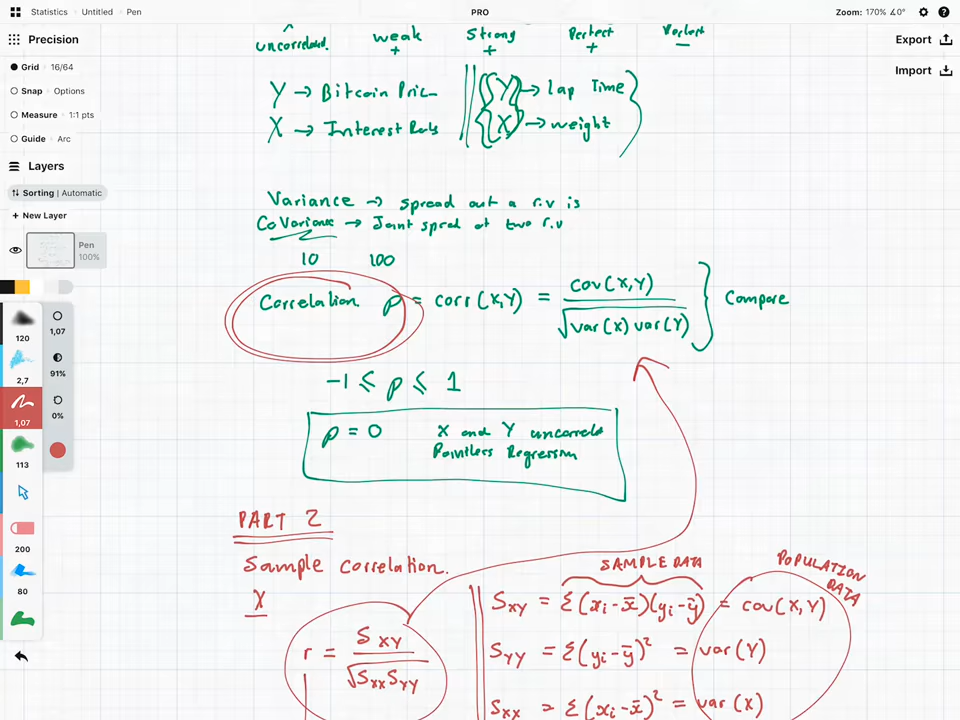 Statistics Untitled Pen
PRO
Zoom: 170% ∡0°
Precision
Grid 16/64
Snap Options
Measure 1:1 pts
Guide Arc
Layers
Sorting | Automatic
+ New Layer
Pen
100%
120
2,7
1,07
113
200
80
1,07
91%
0%
Export
Import
uncorrelated. weak + Strong + Perfect + Perfect −
Y → Bitcoin Price
X → Interest Rates
Y → lap Time
X → weight
Variance → Spread out a r.v is
CoVariance → Joint spread of two r.v
10 100
Correlation ρ = corr(X,Y) = cov(X,Y) / √var(X) var(Y) } Compare
-1 ≤ ρ ≤ 1
ρ = 0 X and Y uncorrelated
Pointless Regression
PART 2
Sample correlation.
X
r = SXY / √SXX SYY
SAMPLE DATA
POPULATION DATA
SXY = Σ(xi-x̄)(yi-ȳ) = cov(X,Y)
SYY = Σ(yi-ȳ)² = var(Y)
SXX = Σ(xi-x̄)² = var(X)